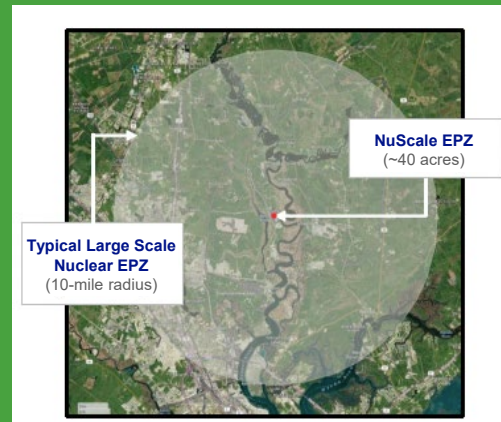 NuScale EPZ
(~40 acres)
Typical Large Scale
Nuclear EPZ
(10-mile radius)